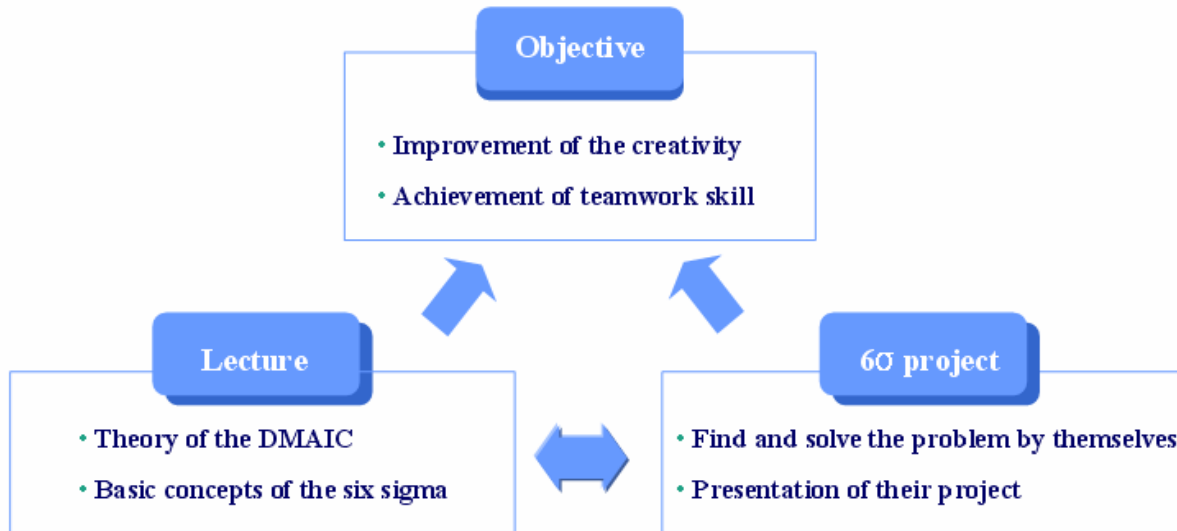 Objective
• Improvement of the creativity
• Achievement of teamwork skill
Lecture
• Theory of the DMAIC
• Basic concepts of the six sigma
6σ project
• Find and solve the problem by themselves
• Presentation of their project